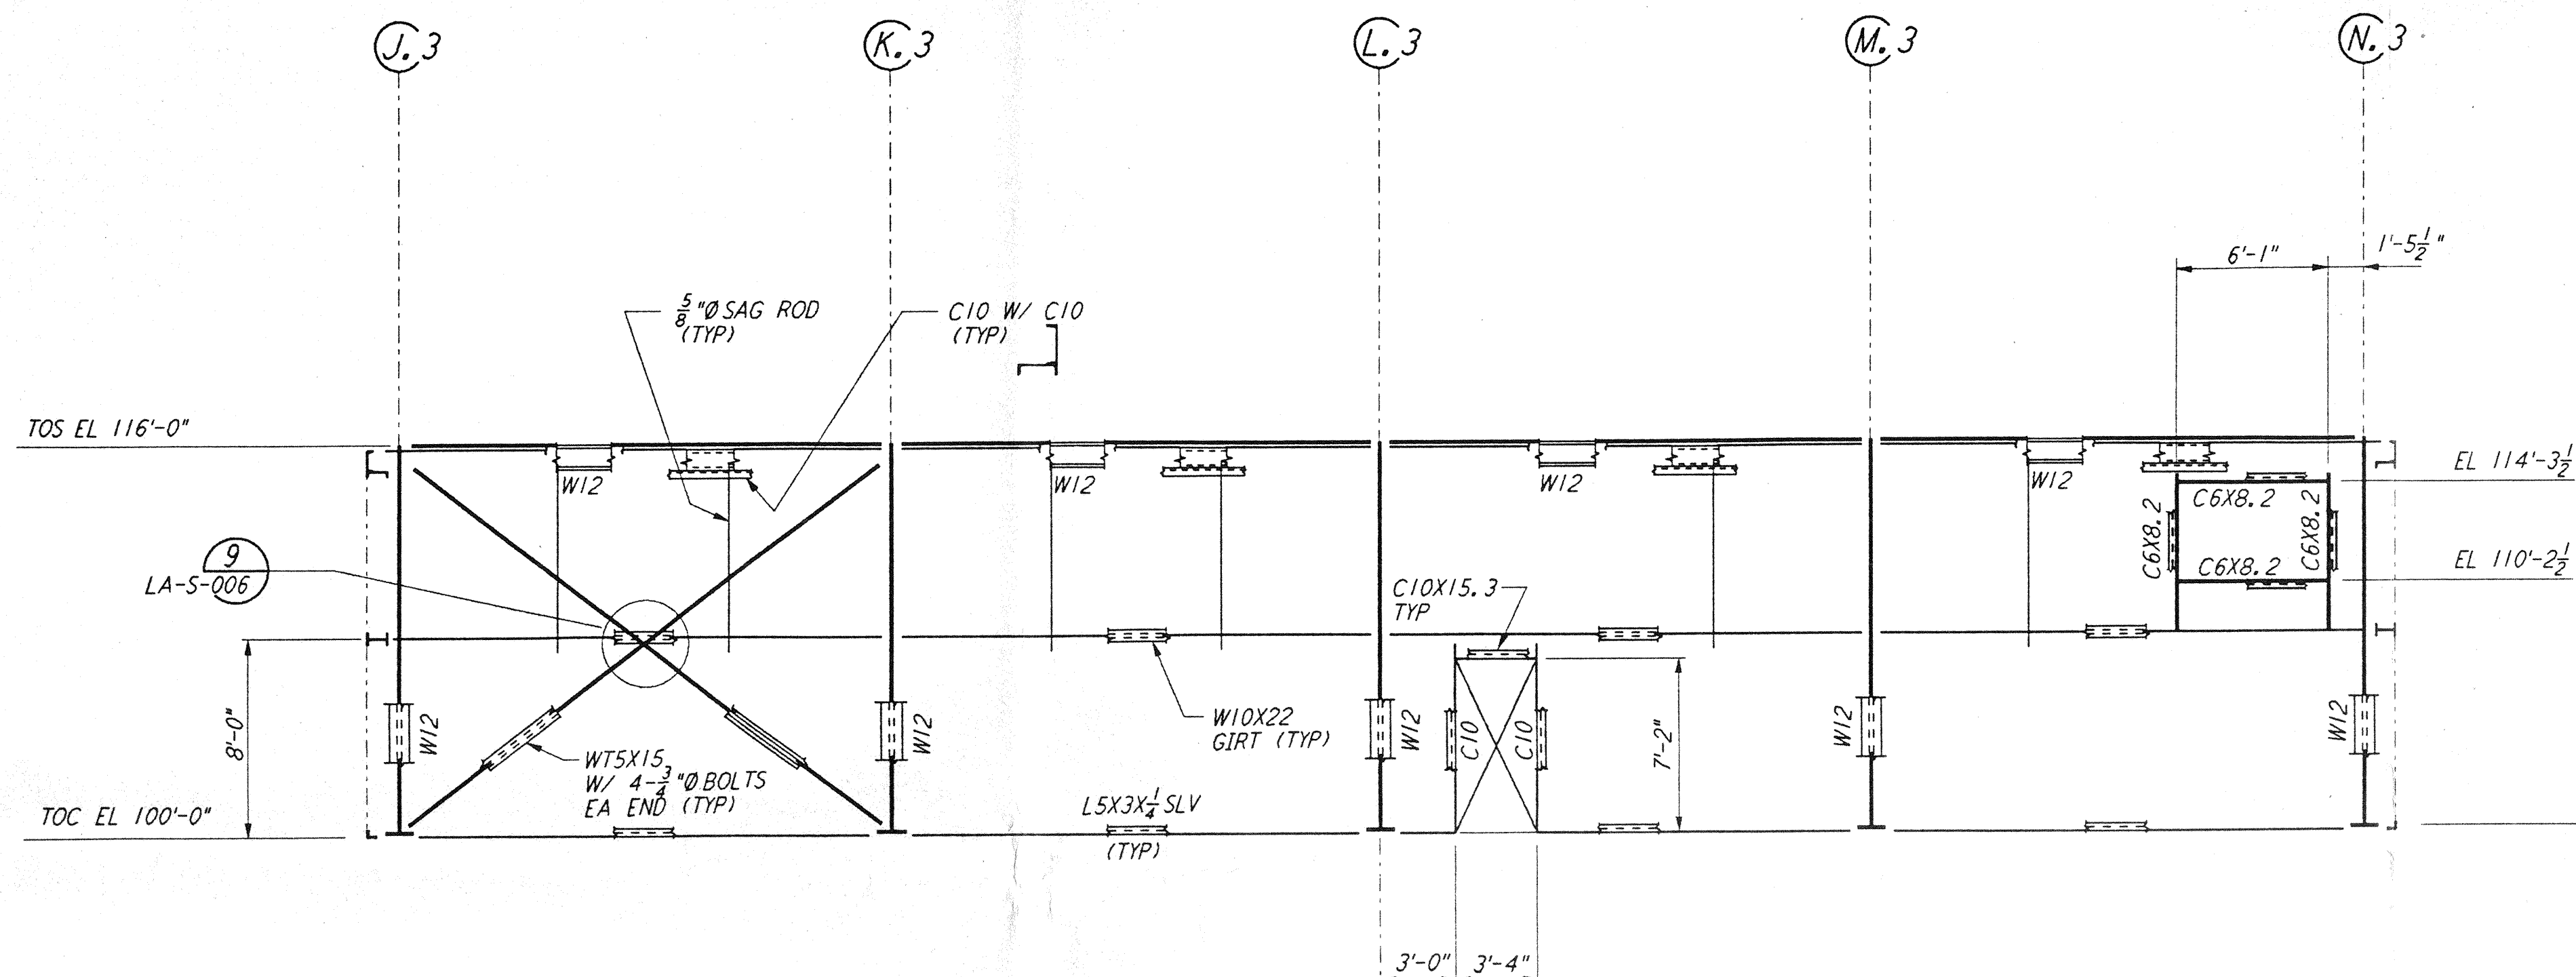 J.3
K.3
L.3
M.3
N.3
6'-1"
1'-5 1/2"
5/8"Ø SAG ROD
(TYP)
C10 W/ C10
(TYP)
TOS EL 116'-0"
W12
W12
W12
W12
EL 114'-3 1/2
C6X8.2
C6X8.2
C6X8.2
C6X8.2
EL 110'-2 1/2
9
LA-S-006
C10X15.3
TYP
8'-0"
W12
W12
W12
W12
W12
W10X22
GIRT (TYP)
C10
C10
7'-2"
WT5X15
W/ 4-3/4"Ø BOLTS
EA END (TYP)
L5X3X1/4 SLV
(TYP)
TOC EL 100'-0"
3'-0"
3'-4"